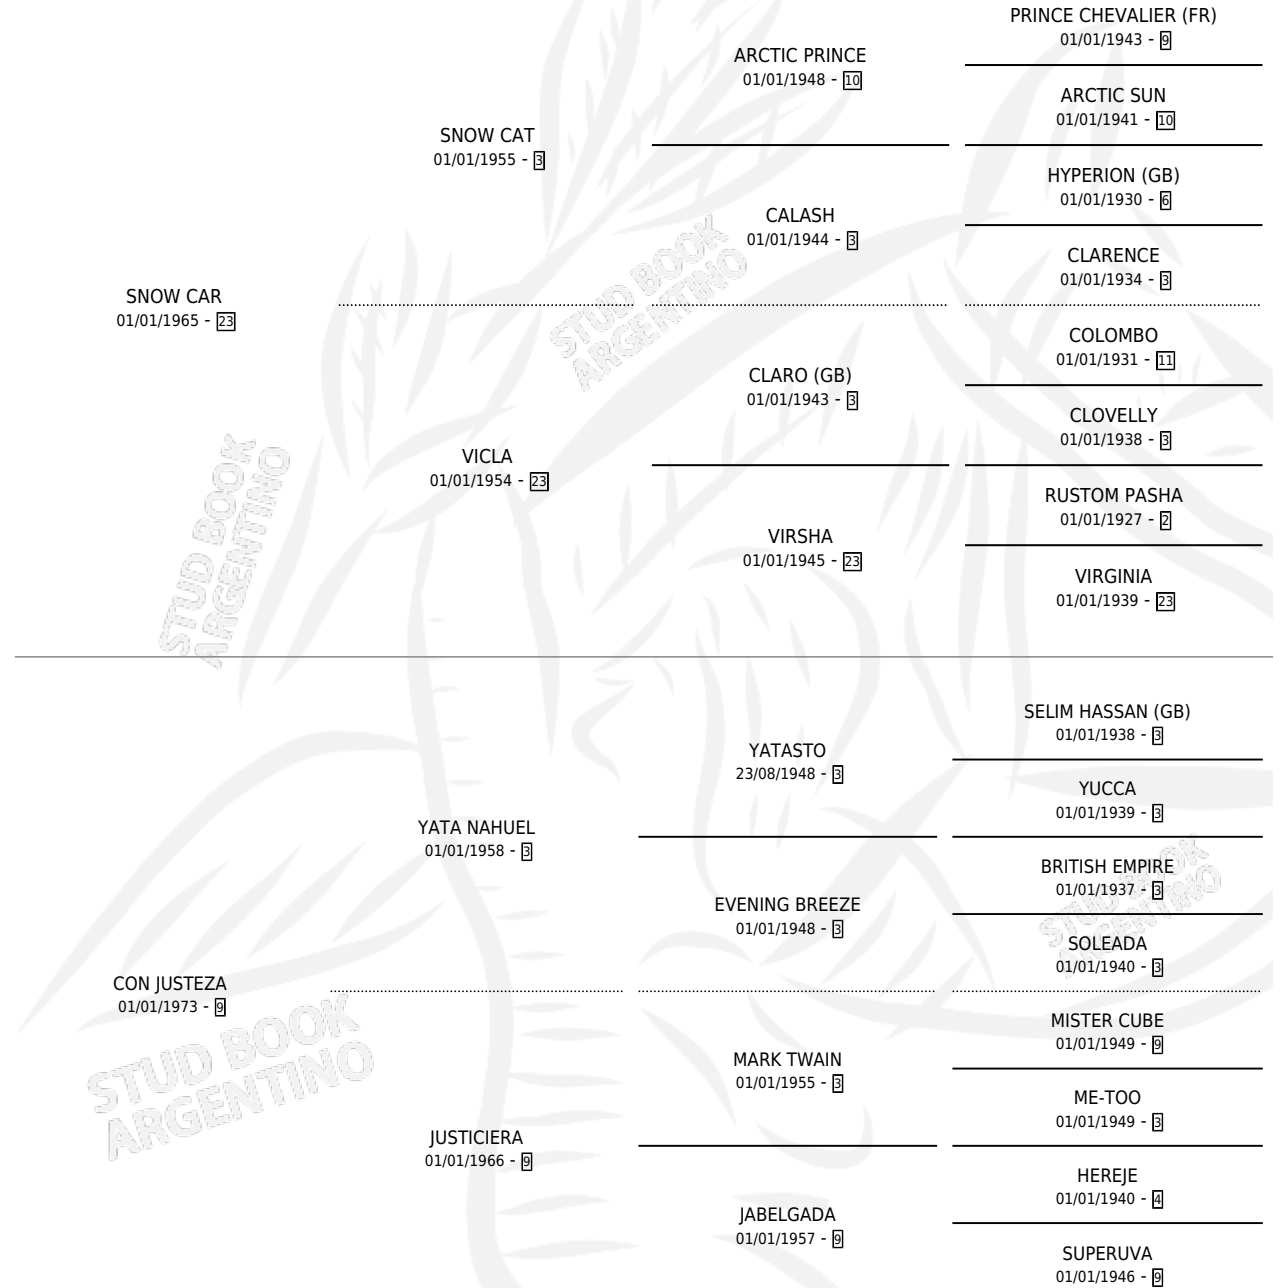 PRINCE CHEVALIER (FR)
01/01/1943 - 9
ARCTIC PRINCE
01/01/1948 - 10
ARCTIC SUN
01/01/1941 - 10
SNOW CAT
01/01/1955 - 3
HYPERION (GB)
01/01/1930 - 6
CALASH
01/01/1944 - 3
CLARENCE
01/01/1934 - 3
SNOW CAR
01/01/1965 - 23
COLOMBO
01/01/1931 - 11
CLARO (GB)
01/01/1943 - 3
CLOVELLY
01/01/1938 - 3
VICLA
01/01/1954 - 23
RUSTOM PASHA
01/01/1927 - 2
VIRSHA
01/01/1945 - 23
VIRGINIA
01/01/1939 - 23
SELIM HASSAN (GB)
01/01/1938 - 3
YATASTO
23/08/1948 - 3
YUCCA
01/01/1939 - 3
YATA NAHUEL
01/01/1958 - 3
BRITISH EMPIRE
01/01/1937 - 3
EVENING BREEZE
01/01/1948 - 3
SOLEADA
01/01/1940 - 3
CON JUSTEZA
01/01/1973 - 9
MISTER CUBE
01/01/1949 - 9
MARK TWAIN
01/01/1955 - 3
ME-TOO
01/01/1949 - 3
JUSTICIERA
01/01/1966 - 9
HEREJE
01/01/1940 - 4
JABELGADA
01/01/1957 - 9
SUPERUVA
01/01/1946 - 9
STUD BOOK
ARGENTINO
STUD BOOK
ARGENTINO
STUD BOOK
ARGENTINO
STUD BOOK
ARGENTINO